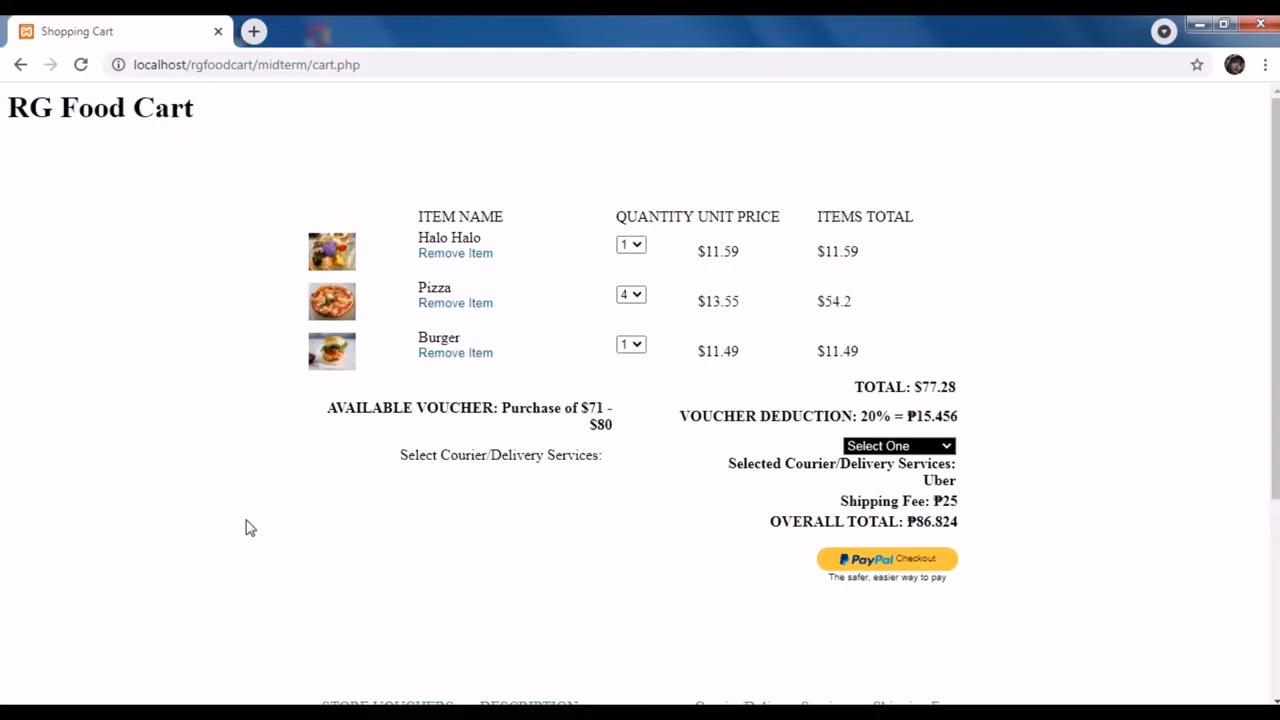 Shopping Cart
localhost/rgfoodcart/midterm/cart.php
RG Food Cart
ITEM NAME QUANTITY UNIT PRICE ITEMS TOTAL
Halo Halo
Remove Item
1 $11.59 $11.59
Pizza
Remove Item
4 $13.55 $54.2
Burger
Remove Item
1 $11.49 $11.49
TOTAL: $77.28
AVAILABLE VOUCHER: Purchase of $71 -
$80
VOUCHER DEDUCTION: 20% = ₱15.456
Select Courier/Delivery Services:
Select One
Selected Courier/Delivery Services:
Uber
Shipping Fee: ₱25
OVERALL TOTAL: ₱86.824
PayPal Checkout
The safer, easier way to pay
STORE VOUCHERS DESCRIPTION